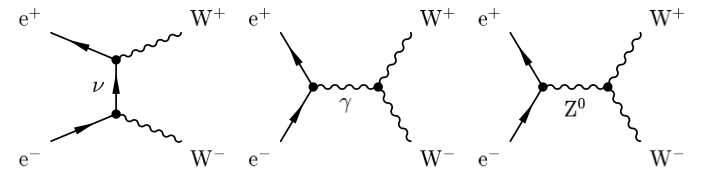 e⁺ W⁺ e⁺ W⁺ e⁺ W⁺
ν γ Z⁰
e⁻ W⁻ e⁻ W⁻ e⁻ W⁻